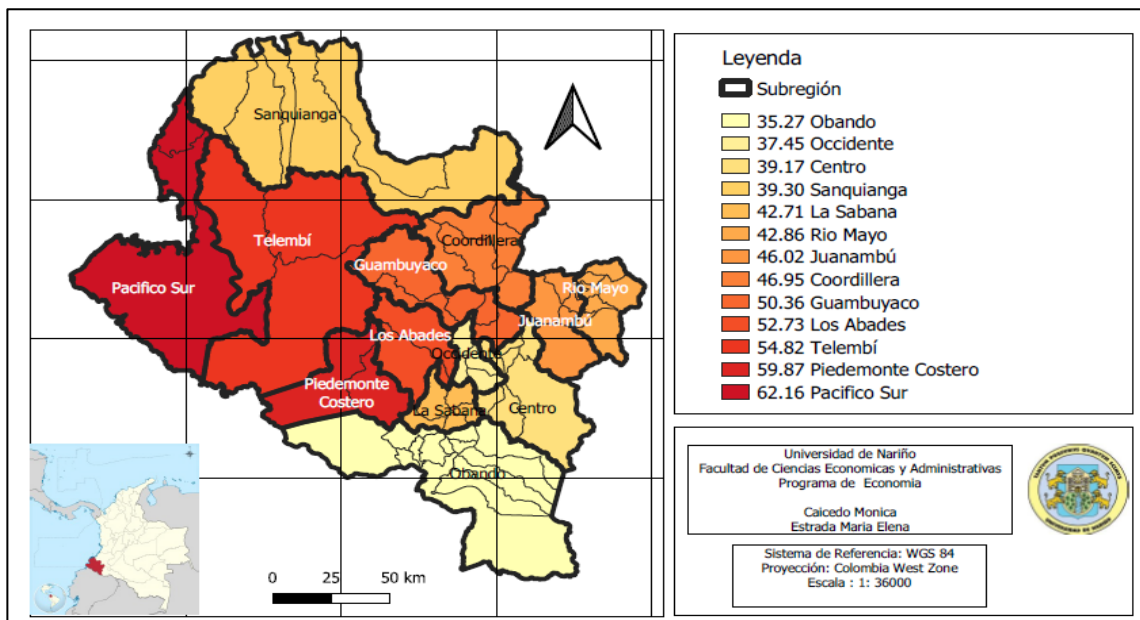 Sanquianga
Telembí
Coordillera
Guambuyaco
Pacifico Sur
Rio Mayo
Juanambú
Los Abades
Occidente
Piedemonte
Costero
La Sabana
Centro
Obando
0 25 50 km
Leyenda
Subregión
35.27 Obando
37.45 Occidente
39.17 Centro
39.30 Sanquianga
42.71 La Sabana
42.86 Rio Mayo
46.02 Juanambú
46.95 Coordillera
50.36 Guambuyaco
52.73 Los Abades
54.82 Telembí
59.87 Piedemonte Costero
62.16 Pacifico Sur
Universidad de Nariño
Facultad de Ciencias Economicas y Administrativas
Programa de Economia
Caicedo Monica
Estrada Maria Elena
Sistema de Referencia: WGS 84
Proyección: Colombia West Zone
Escala : 1: 36000